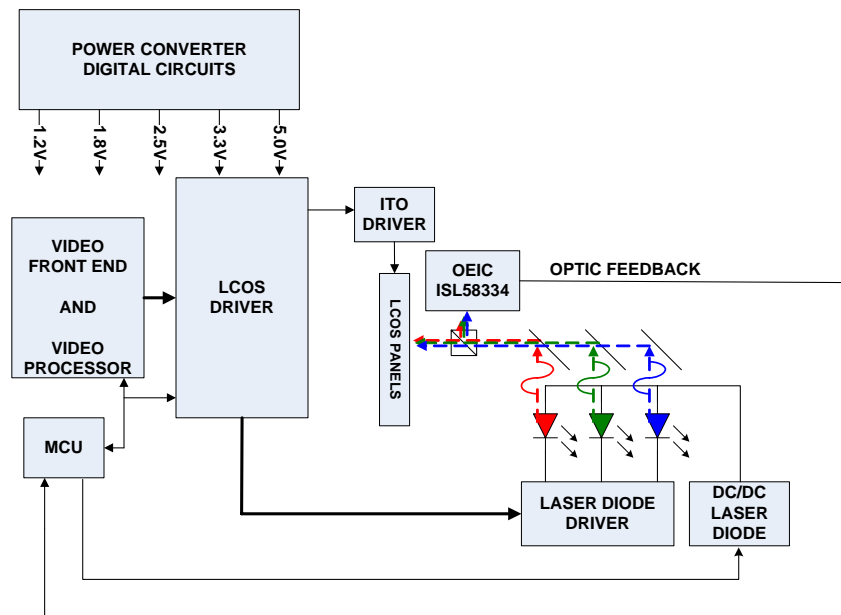 POWER CONVERTER
DIGITAL CIRCUITS
1.2V
1.8V
2.5V
3.3V
5.0V
VIDEO
FRONT END
AND
VIDEO
PROCESSOR
LCOS
DRIVER
ITO
DRIVER
OEIC
ISL58334
OPTIC FEEDBACK
LCOS PANELS
MCU
LASER DIODE
DRIVER
DC/DC
LASER
DIODE